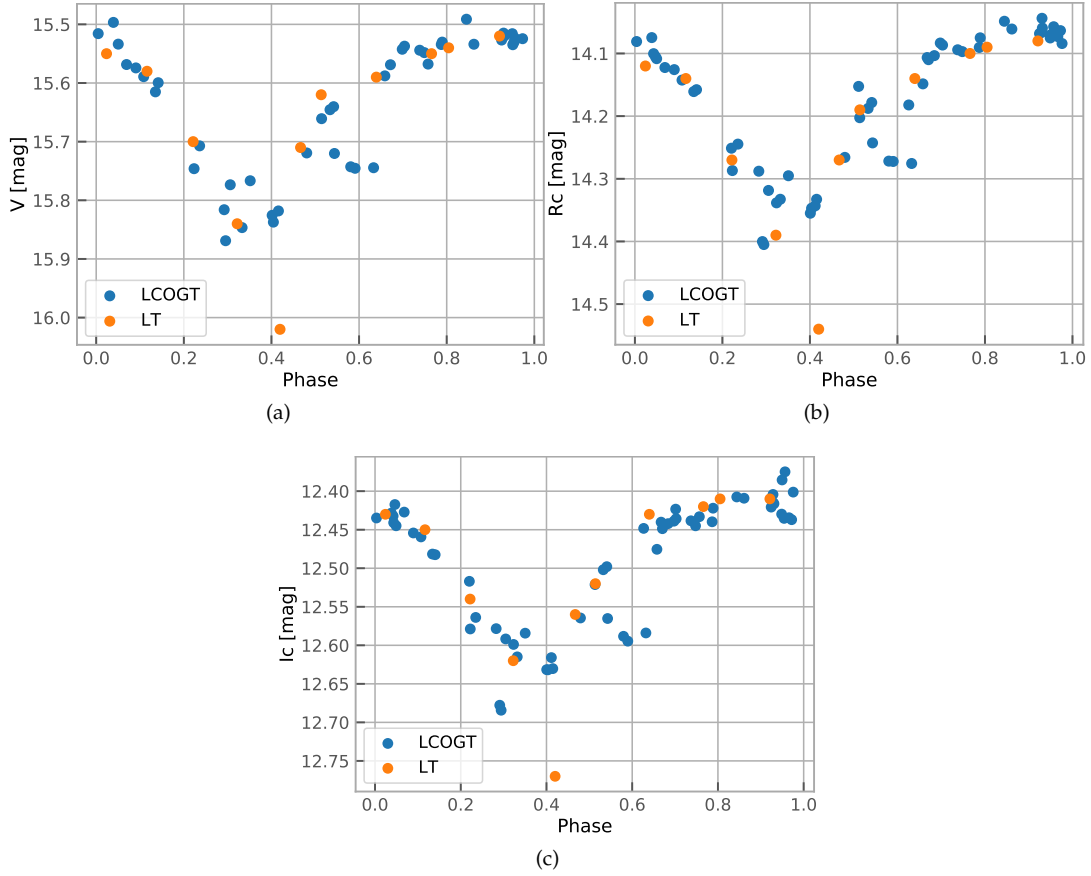 15.5
15.6
15.7
15.8
15.9
16.0
V [mag]
LCOGT
LT
0.0 0.2 0.4 0.6 0.8 1.0
Phase
(a)
14.1
14.2
14.3
14.4
14.5
Rc [mag]
LCOGT
LT
0.0 0.2 0.4 0.6 0.8 1.0
Phase
(b)
12.40
12.45
12.50
12.55
12.60
12.65
12.70
12.75
Ic [mag]
LCOGT
LT
0.0 0.2 0.4 0.6 0.8 1.0
Phase
(c)